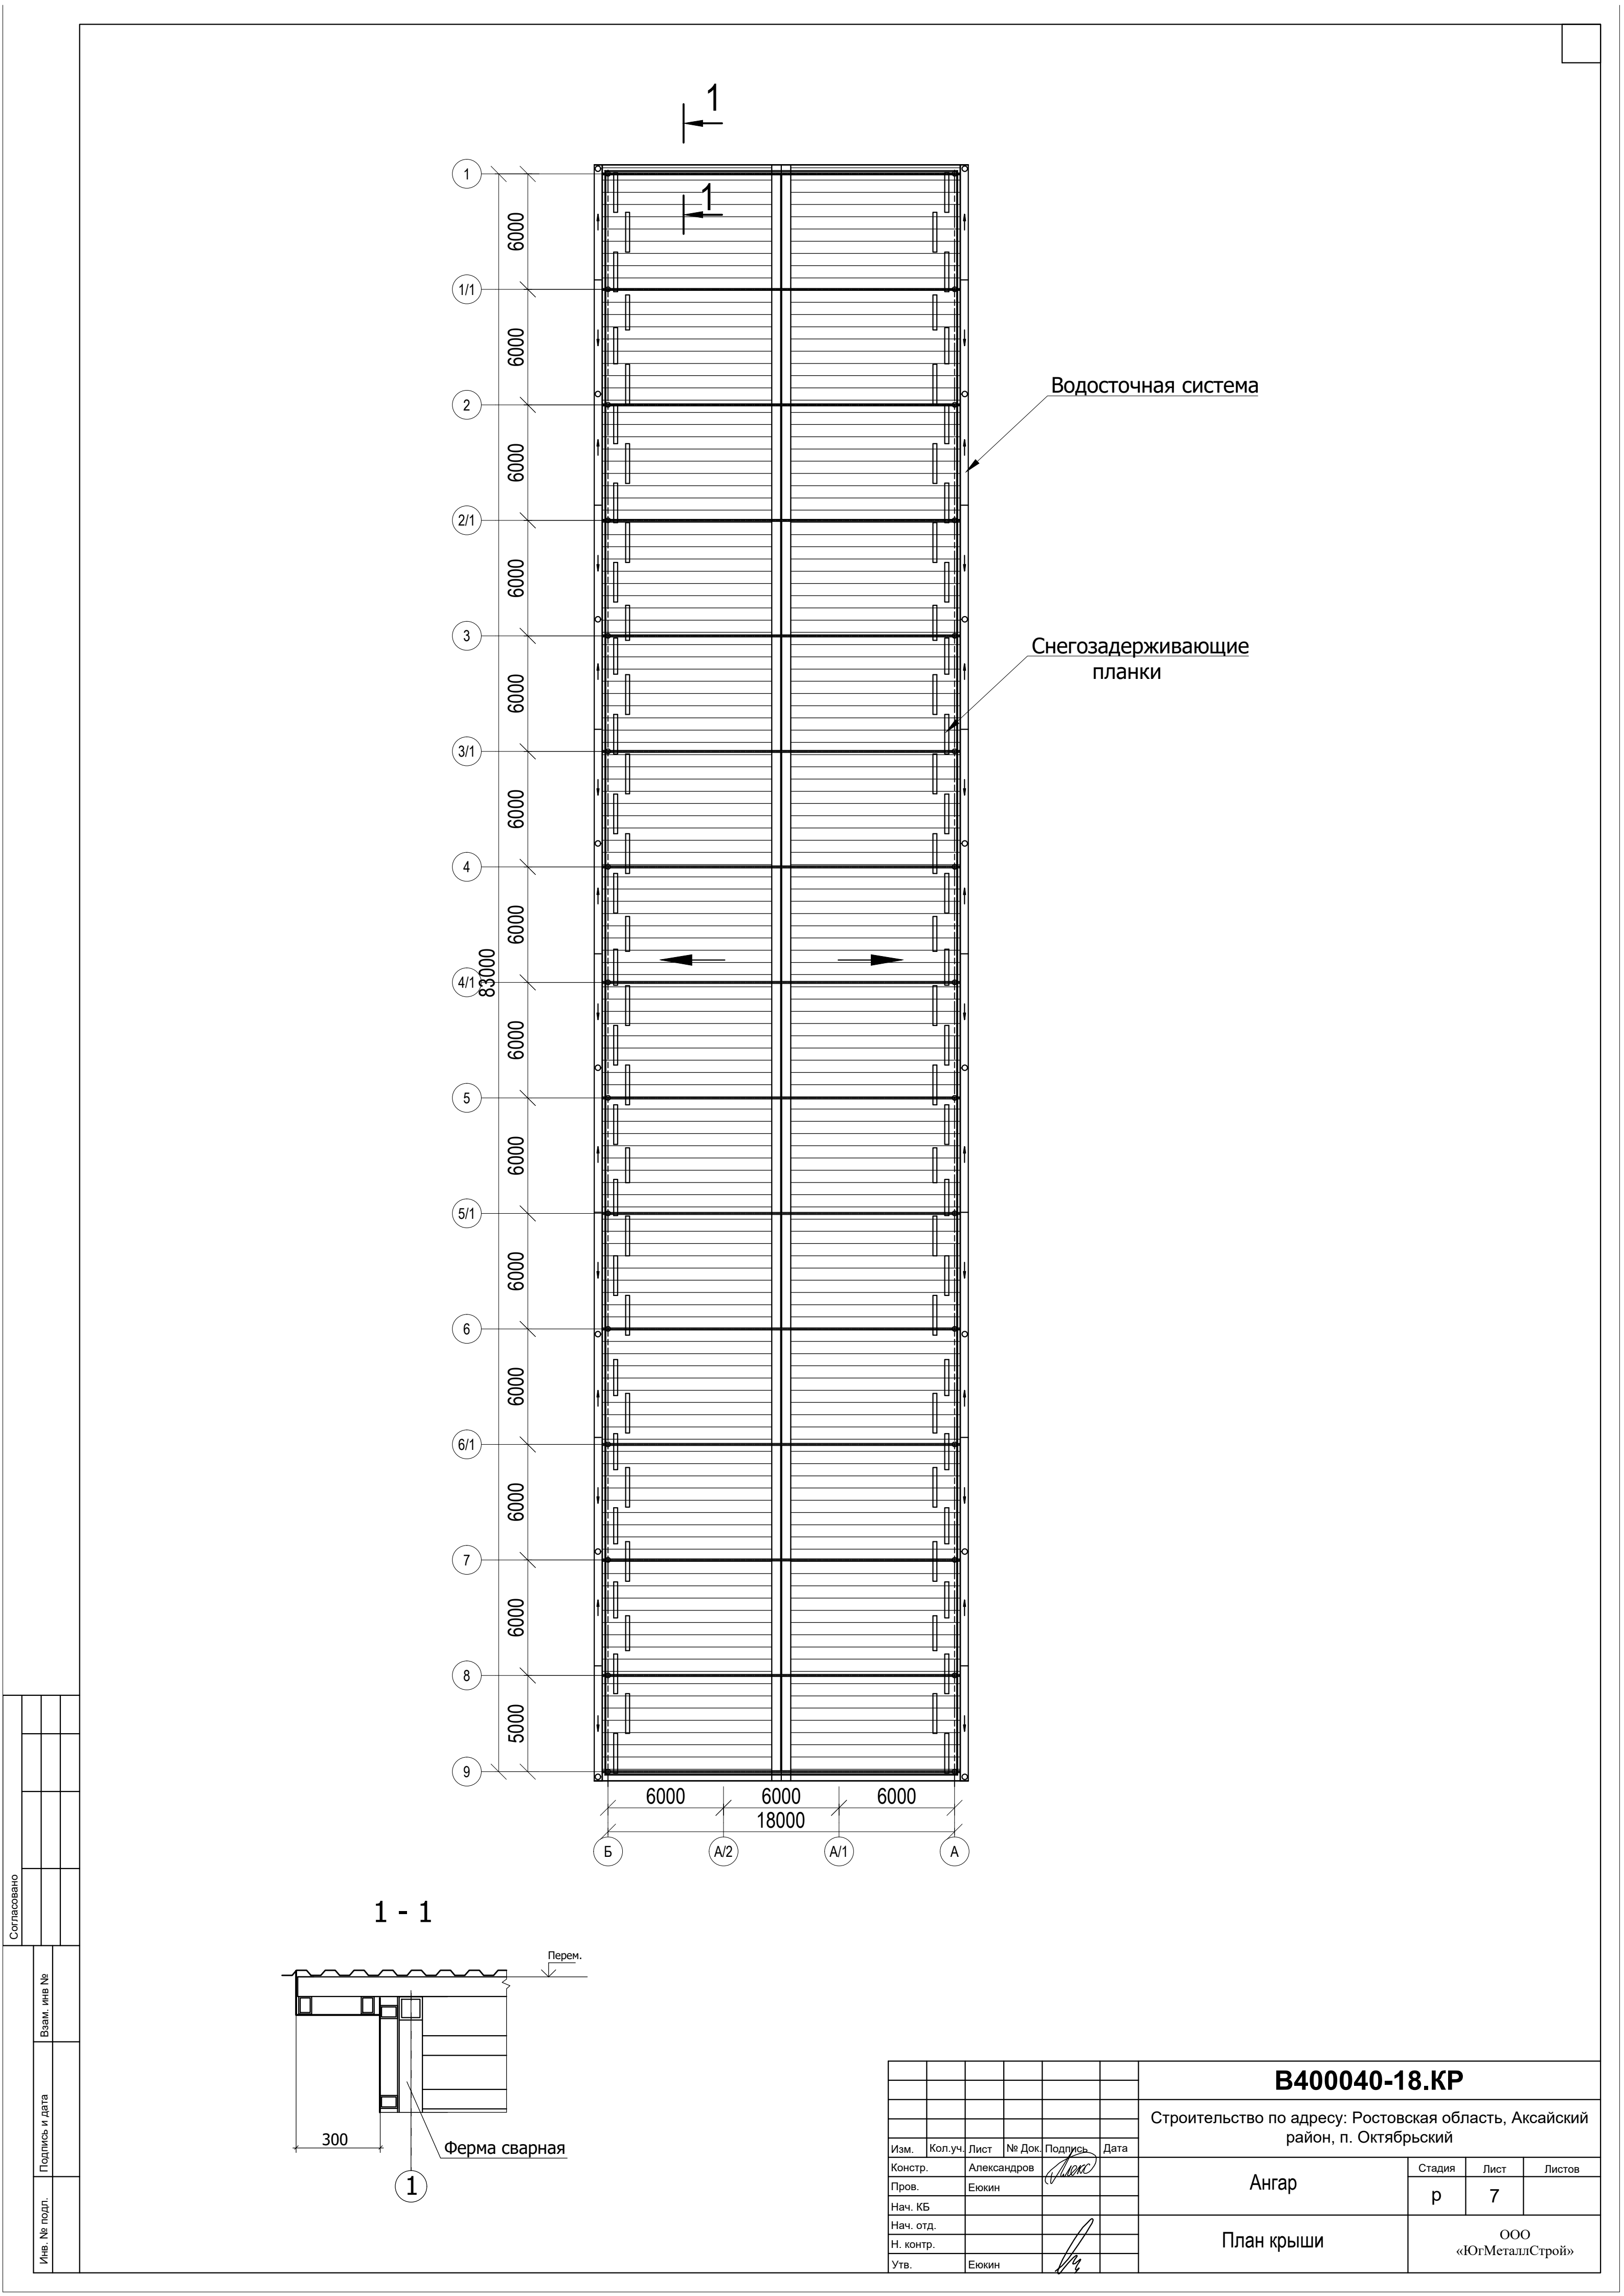 1
1
1
6000
1/1
6000
2
6000
2/1
6000
3
6000
3/1
6000
4
6000
4/1
83000
6000
5
6000
5/1
6000
6
6000
6/1
6000
7
6000
8
5000
9
Водосточная система
Снегозадерживающие
планки
6000 6000 6000
18000
Б А/2 А/1 А
1 - 1
Перем.
300
Ферма сварная
1
Согласовано
Взам. инв №
Подпись и дата
Инв. № подл.
В400040-18.КР
Строительство по адресу: Ростовская область, Аксайский
район, п. Октябрьский
Изм. Кол.уч. Лист № Док. Подпись Дата
Констр. Александров
Пров. Еюкин
Нач. КБ
Нач. отд.
Н. контр.
Утв. Еюкин
Ангар
Стадия Лист Листов
р 7
План крыши
ООО
«ЮгМеталлСтрой»